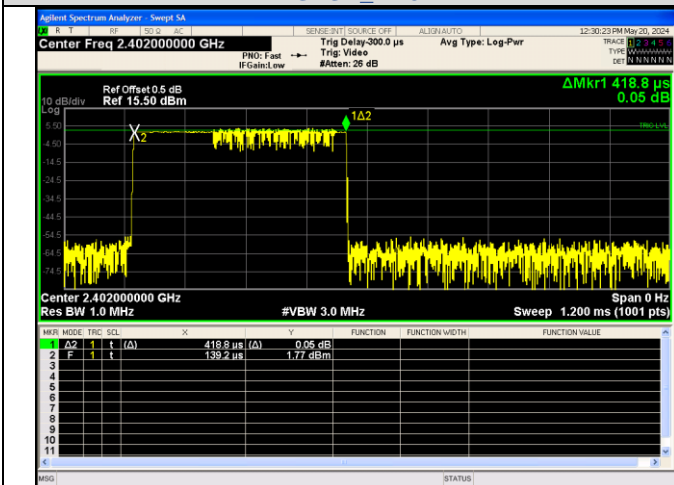 Agilent Spectrum Analyzer - Swept SA
R T RF 50 Ω AC SENSE:INT SOURCE OFF ALIGNAUTO 12:30:23 PM May 20, 2024
Center Freq 2.402000000 GHz PNO: Fast IFGain:Low Trig Delay-300.0 µs Trig: Video #Atten: 26 dB Avg Type: Log-Pwr TRACE 1 2 3 4 5 6
TYPE
DET N N N N N N
Ref Offset 0.5 dB ΔMkr1 418.8 µs
10 dB/div Ref 15.50 dBm 0.05 dB
Log
1Δ2
5.50 TRIG LVL
2
-4.50
-14.5
-24.5
-34.5
-44.5
-54.5
-64.5
-74.5
Center 2.402000000 GHz Span 0 Hz
Res BW 1.0 MHz #VBW 3.0 MHz Sweep 1.200 ms (1001 pts)
MKR MODE TRC SCL X Y FUNCTION FUNCTION WIDTH FUNCTION VALUE
1 Δ2 1 t (Δ) 418.8 µs (Δ) 0.05 dB
2 F 1 t 139.2 µs 1.77 dBm
3
4
5
6
7
8
9
10
11
MSG STATUS